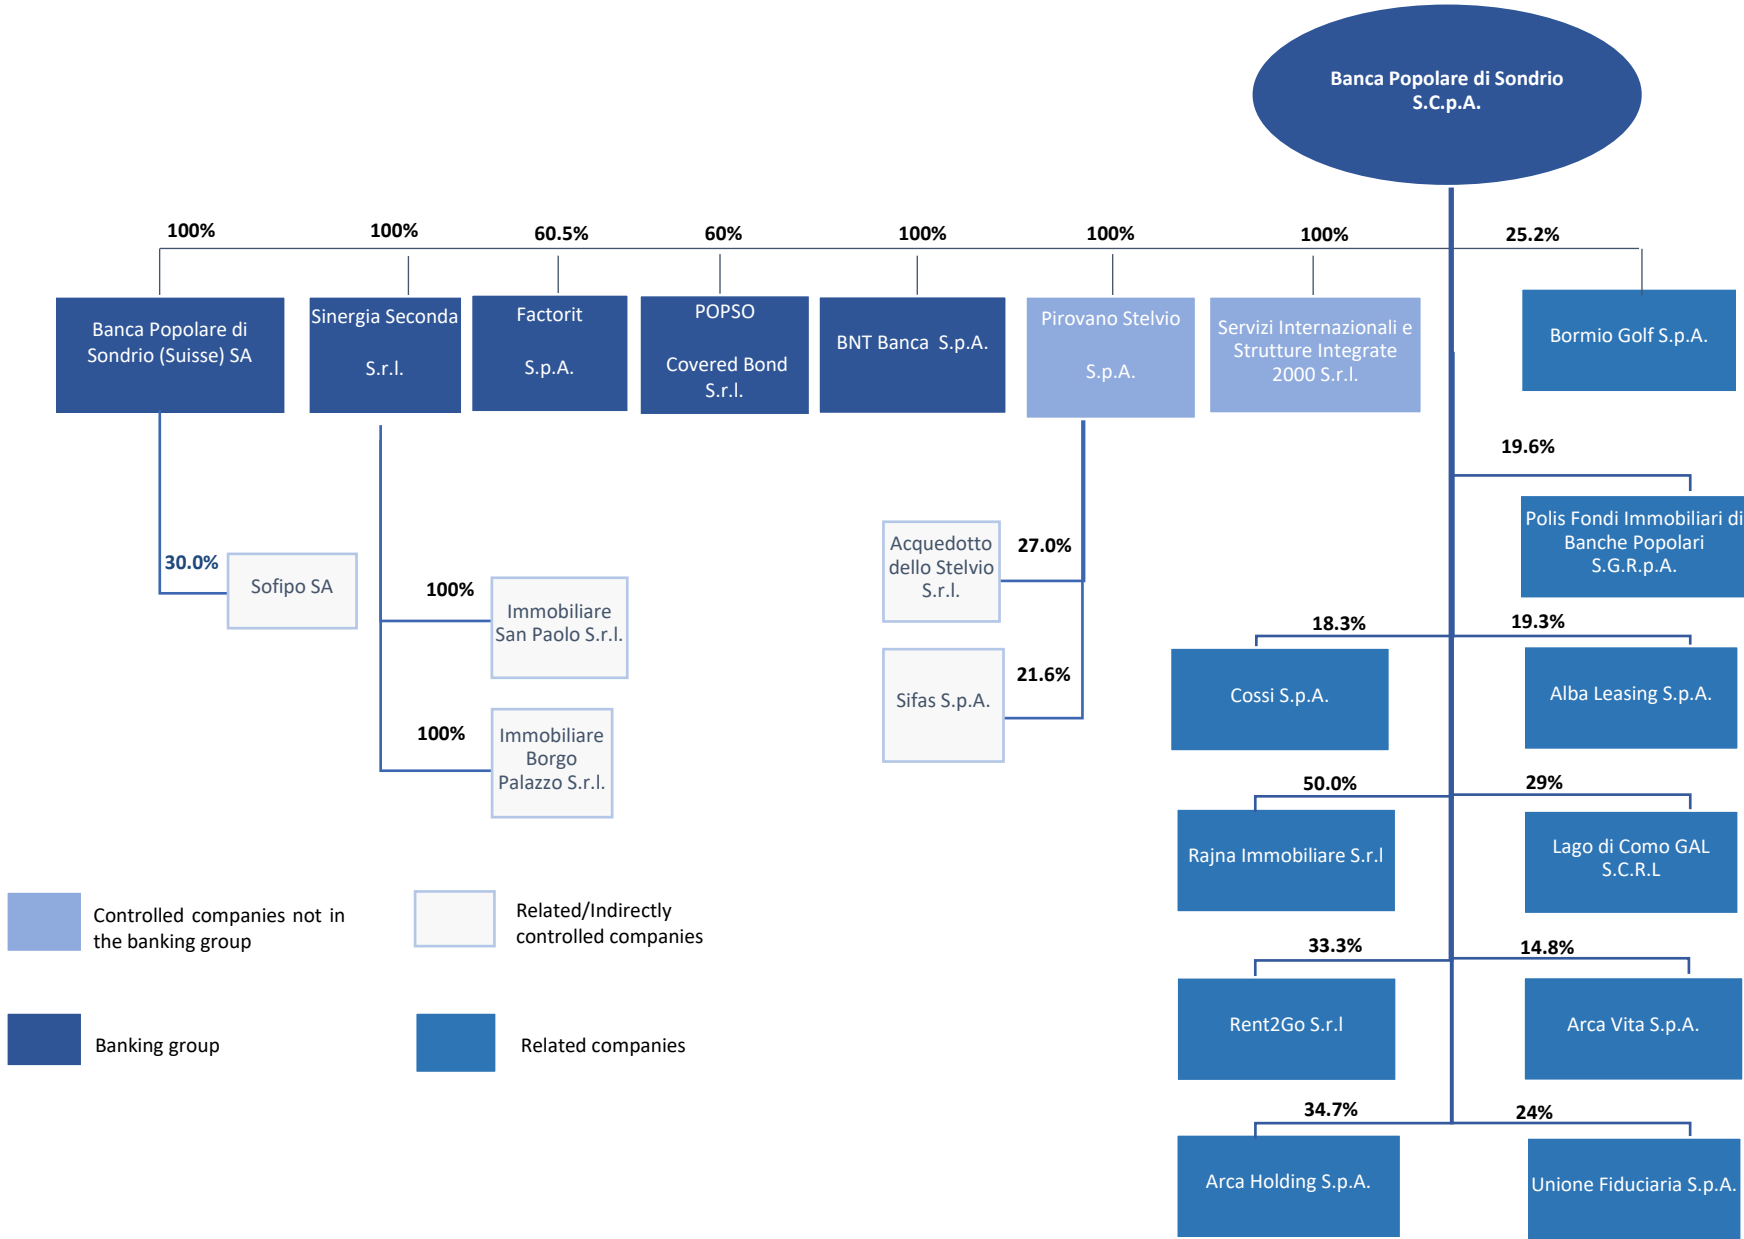 Banca Popolare di Sondrio
S.C.p.A.
100%
100%
60.5%
60%
100%
100%
100%
25.2%
Banca Popolare di
Sondrio (Suisse) SA
Sinergia Seconda
S.r.l.
Factorit
S.p.A.
POPSO
Covered Bond
S.r.l.
BNT Banca S.p.A.
Pirovano Stelvio
S.p.A.
Servizi Internazionali e
Strutture Integrate
2000 S.r.l.
Bormio Golf S.p.A.
19.6%
Polis Fondi Immobiliari di
Banche Popolari
S.G.R.p.A.
30.0%
Sofipo SA
100%
Immobiliare
San Paolo S.r.l.
100%
Immobiliare
Borgo
Palazzo S.r.l.
Acquedotto
dello Stelvio
S.r.l.
27.0%
Sifas S.p.A.
21.6%
18.3%
19.3%
Cossi S.p.A.
Alba Leasing S.p.A.
50.0%
29%
Rajna Immobiliare S.r.l
Lago di Como GAL
S.C.R.L
33.3%
14.8%
Rent2Go S.r.l
Arca Vita S.p.A.
34.7%
24%
Arca Holding S.p.A.
Unione Fiduciaria S.p.A.
Controlled companies not in
the banking group
Related/Indirectly
controlled companies
Banking group
Related companies